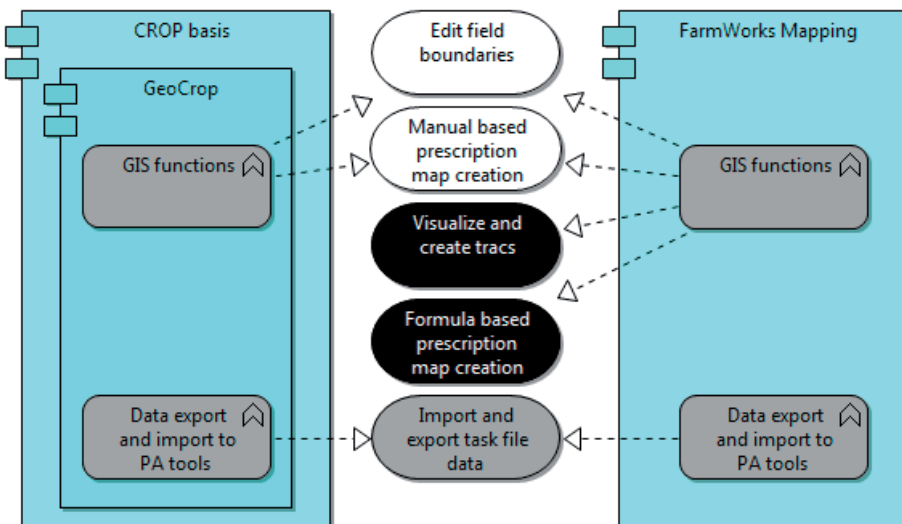 CROP basis
GeoCrop
GIS functions
Data export
and import to
PA tools
Edit field
boundaries
Manual based
prescription
map creation
Visualize and
create tracs
Formula based
prescription
map creation
Import and
export task file
data
FarmWorks Mapping
GIS functions
Data export
and import to
PA tools